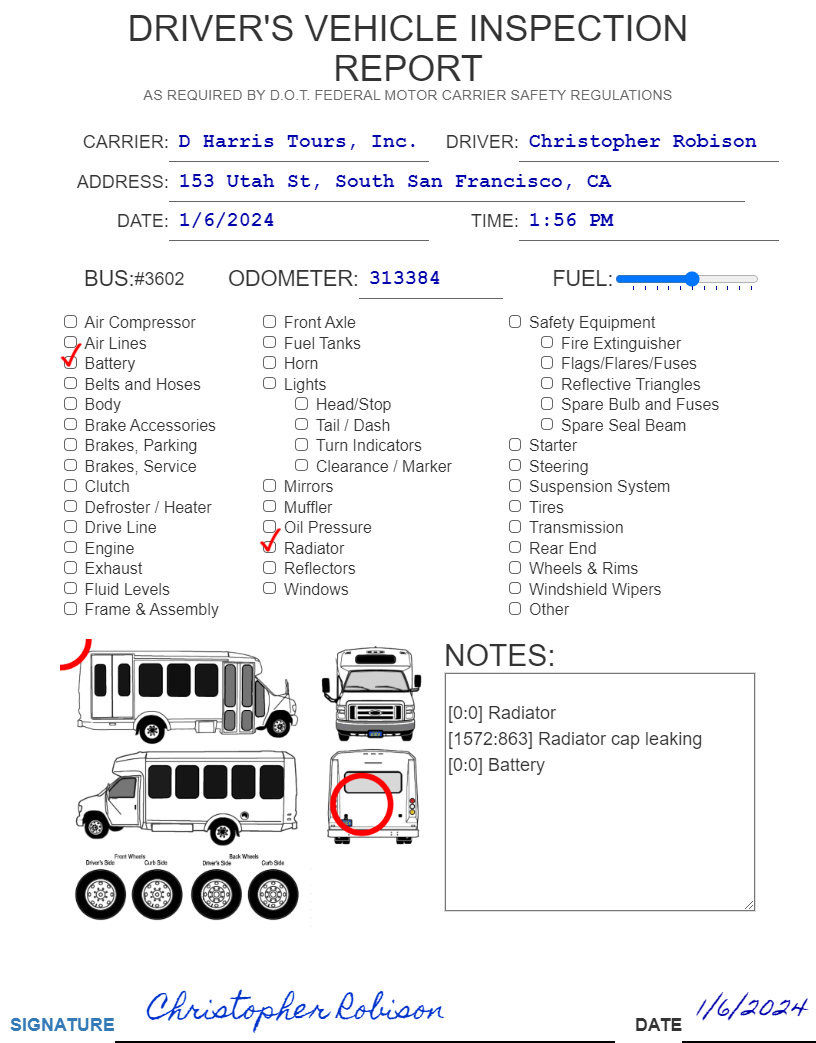 DRIVER'S VEHICLE INSPECTION
REPORT
AS REQUIRED BY D.O.T. FEDERAL MOTOR CARRIER SAFETY REGULATIONS
CARRIER: D Harris Tours, Inc. DRIVER: Christopher Robison
ADDRESS: 153 Utah St, South San Francisco, CA
DATE: 1/6/2024 TIME: 1:56 PM
BUS:#3602 ODOMETER: 313384 FUEL:
Air Compressor
Air Lines
Battery
Belts and Hoses
Body
Brake Accessories
Brakes, Parking
Brakes, Service
Clutch
Defroster / Heater
Drive Line
Engine
Exhaust
Fluid Levels
Frame & Assembly
Front Axle
Fuel Tanks
Horn
Lights
Head/Stop
Tail / Dash
Turn Indicators
Clearance / Marker
Mirrors
Muffler
Oil Pressure
Radiator
Reflectors
Windows
Safety Equipment
Fire Extinguisher
Flags/Flares/Fuses
Reflective Triangles
Spare Bulb and Fuses
Spare Seal Beam
Starter
Steering
Suspension System
Tires
Transmission
Rear End
Wheels & Rims
Windshield Wipers
Other
Front Wheels Back Wheels
Driver's Side Curb Side Driver's Side Curb Side
NOTES:
[0:0] Radiator
[1572:863] Radiator cap leaking
[0:0] Battery
SIGNATURE Christopher Robison DATE 1/6/2024